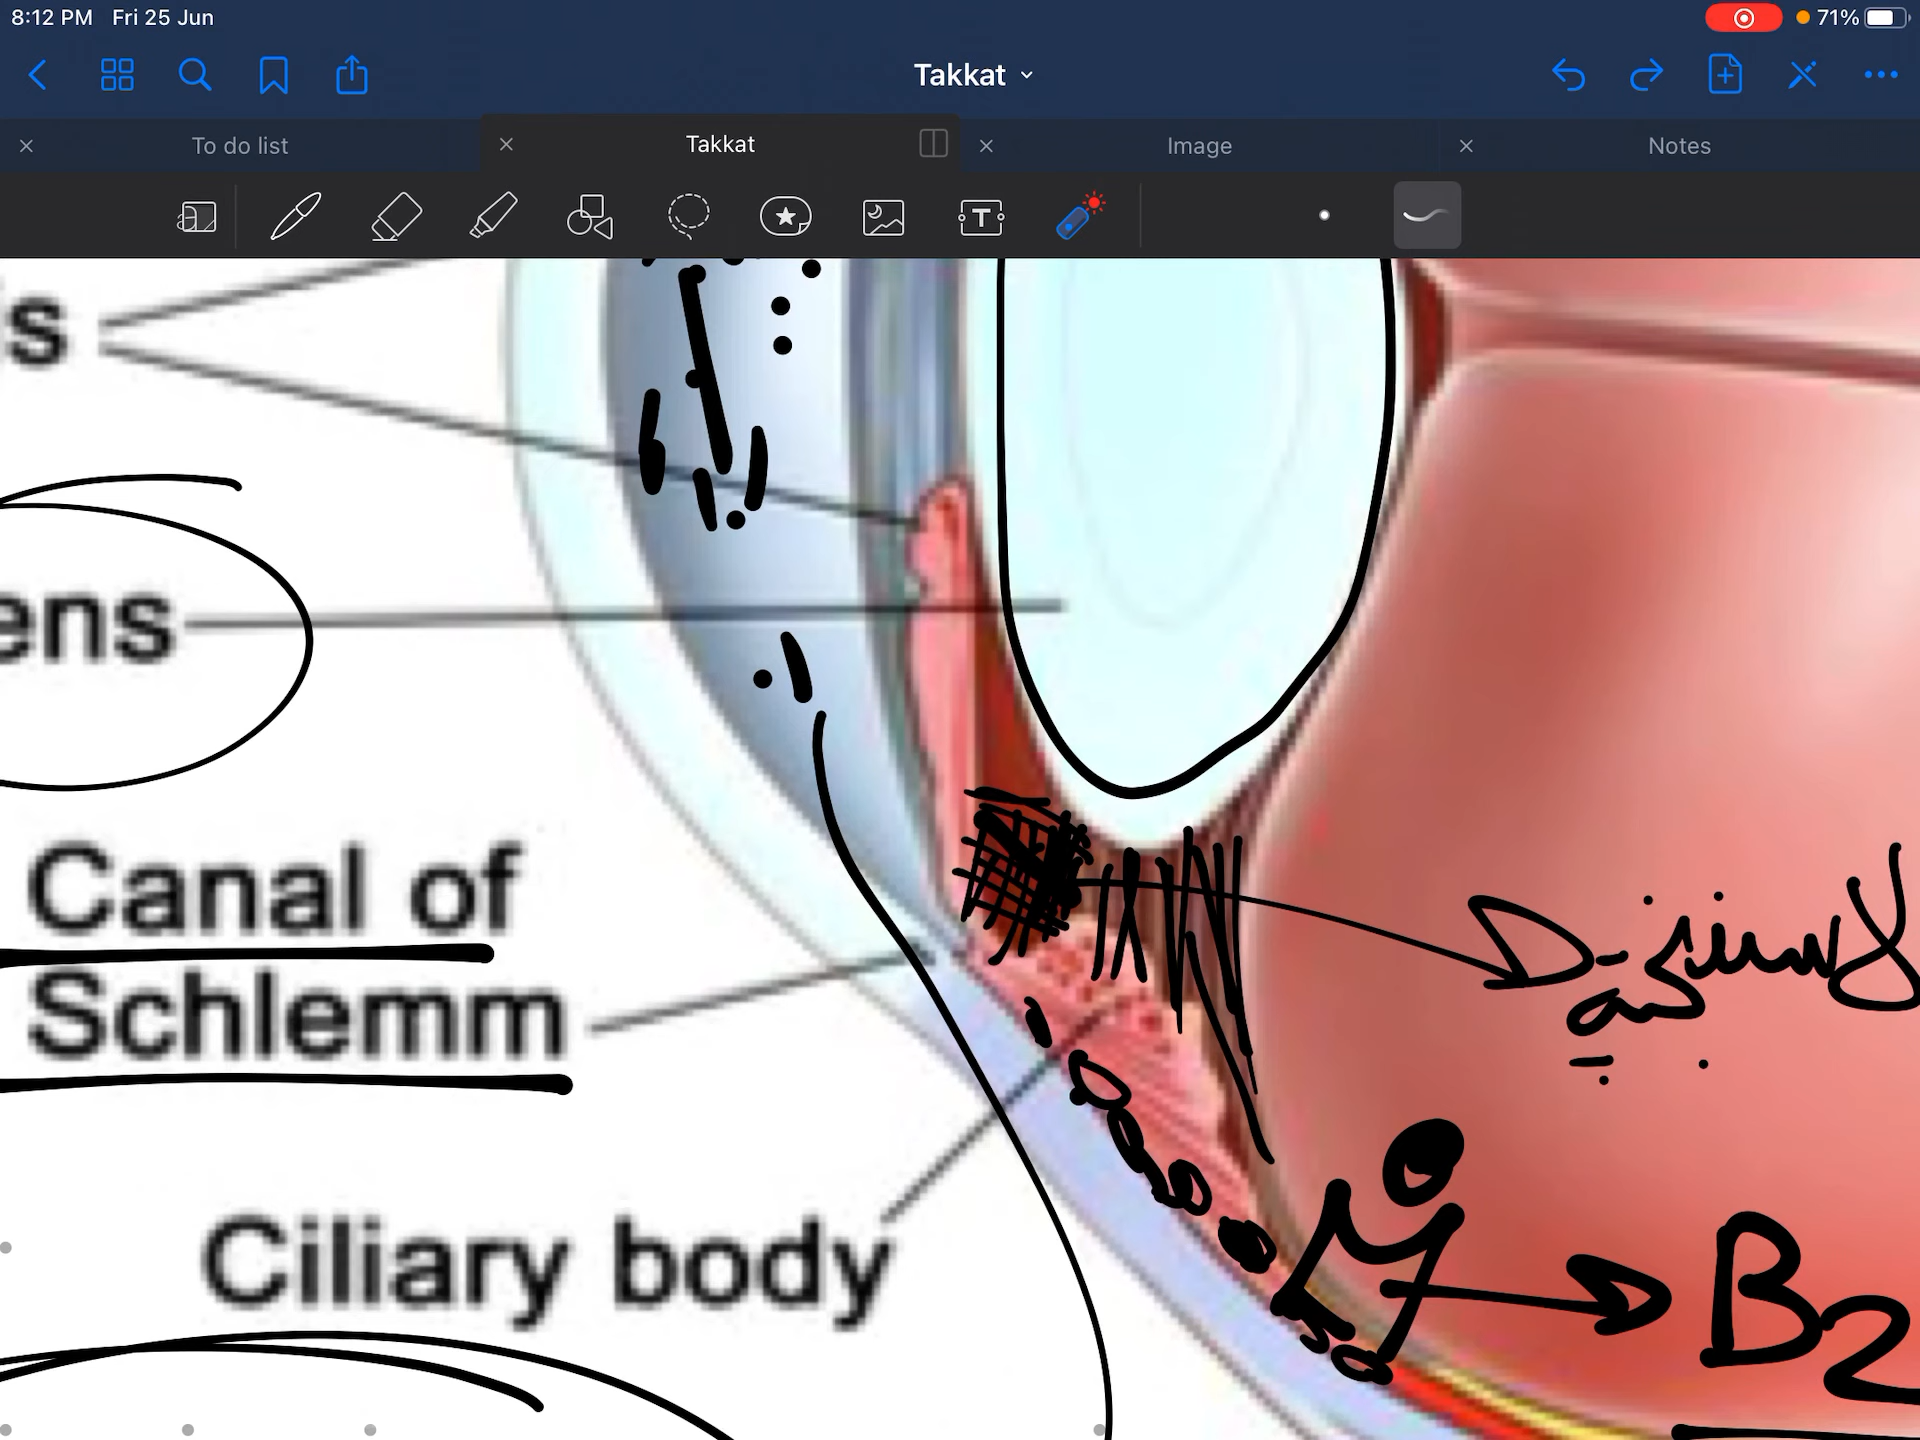 8:12 PM Fri 25 Jun
71%
Takkat
To do list
Takkat
Image
Notes
T
s
ens
Canal of
Schlemm
Ciliary body
B2